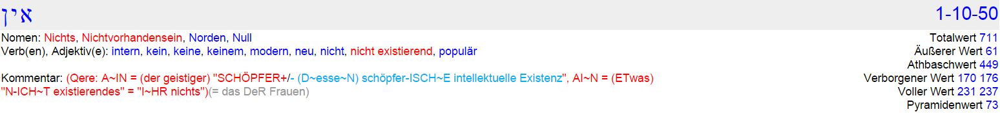 אין 1-10-50
Nomen: Nichts, Nichtvorhandensein, Norden, Null Totalwert 711
Verb(en), Adjektiv(e): intern, kein, keine, keinem, modern, neu, nicht, nicht existierend, populär Äußerer Wert 61
Athbaschwert 449
Kommentar: (Qere: A~IN = (der geistiger) "SCHÖPFER+/- (D~esse~N) schöpfer-ISCH~E intellektuelle Existenz", AI~N = (ETwas) Verborgener Wert 170 176
"N-ICH~T existierendes" = "I~HR nichts")(= das DeR Frauen) Voller Wert 231 237
Pyramidenwert 73